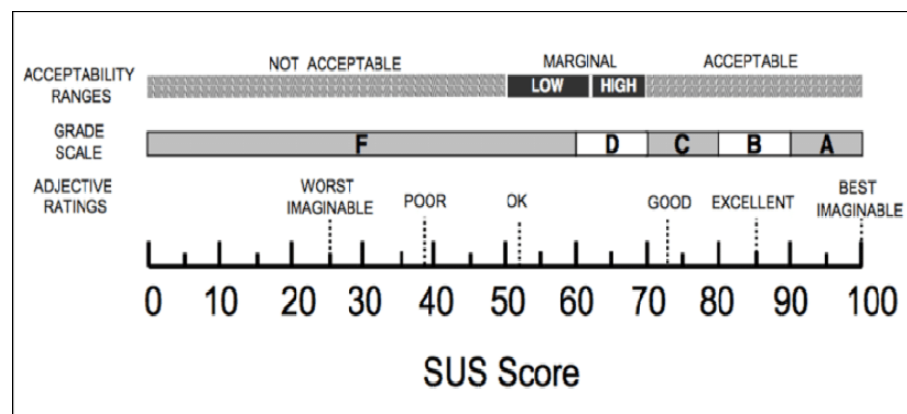 NOT ACCEPTABLE
MARGINAL
ACCEPTABLE
ACCEPTABILITY
RANGES
LOW
HIGH
GRADE
SCALE
F
D
C
B
A
ADJECTIVE
RATINGS
WORST
IMAGINABLE
POOR
OK
GOOD
EXCELLENT
BEST
IMAGINABLE
0 10 20 30 40 50 60 70 80 90 100
SUS Score